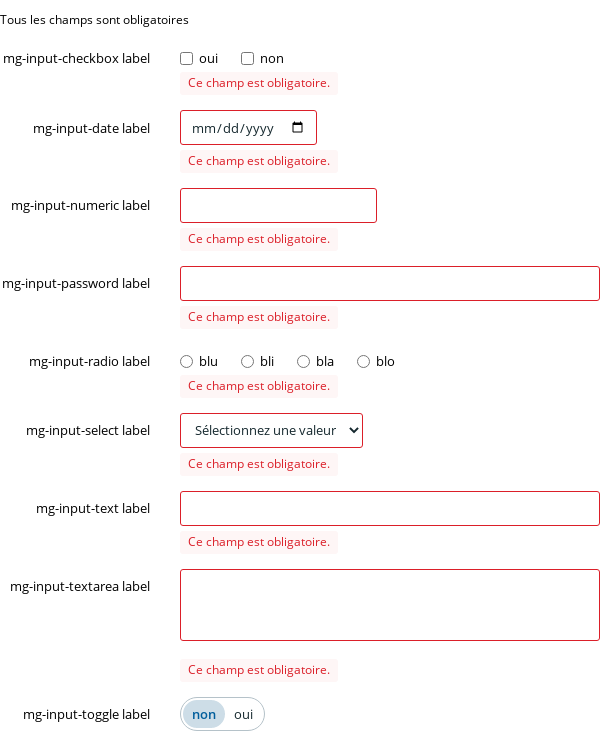 Tous les champs sont obligatoires
mg-input-checkbox label oui non
Ce champ est obligatoire.
mg-input-date label mm/dd/yyyy
Ce champ est obligatoire.
mg-input-numeric label
Ce champ est obligatoire.
mg-input-password label
Ce champ est obligatoire.
mg-input-radio label blu bli bla blo
Ce champ est obligatoire.
mg-input-select label Sélectionnez une valeur
Ce champ est obligatoire.
mg-input-text label
Ce champ est obligatoire.
mg-input-textarea label
Ce champ est obligatoire.
mg-input-toggle label non oui